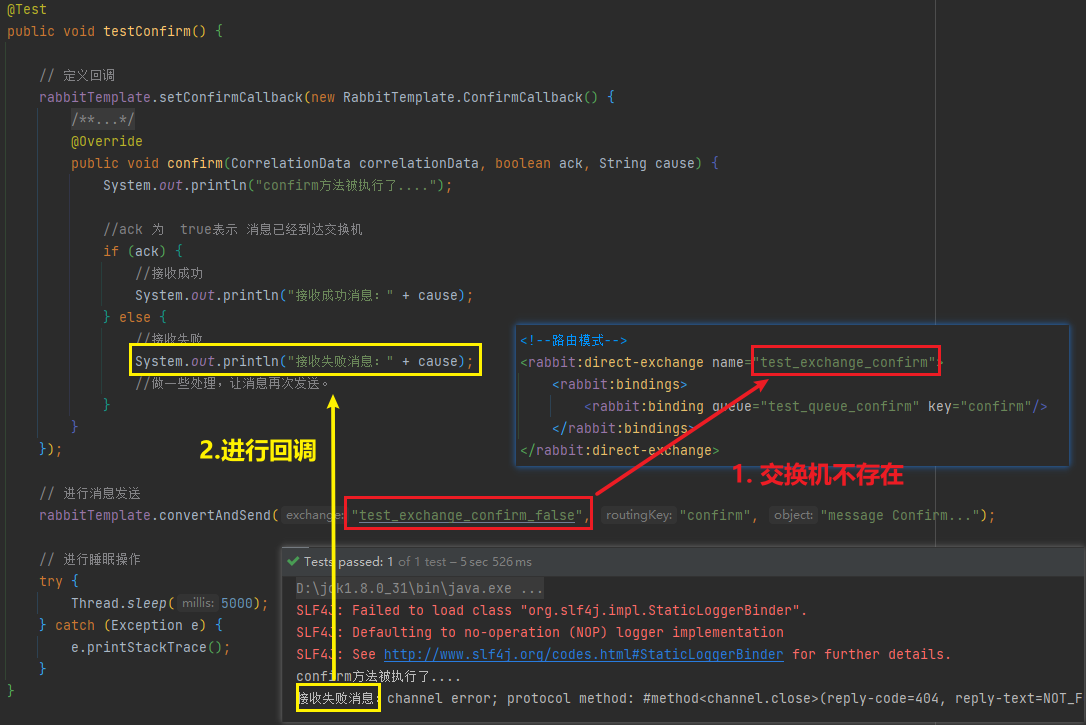 @Test
public void testConfirm() {
// 定义回调
rabbitTemplate.setConfirmCallback(new RabbitTemplate.ConfirmCallback() {
/**...*/
@Override
public void confirm(CorrelationData correlationData, boolean ack, String cause) {
System.out.println("confirm方法被执行了....");
//ack 为  true表示 消息已经到达交换机
if (ack) {
//接收成功
System.out.println("接收成功消息：" + cause);
} else {
//接收失败
System.out.println("接收失败消息：" + cause);
//做一些处理，让消息再次发送。
}
}
});
2.进行回调
<!--路由模式-->
<rabbit:direct-exchange name="test_exchange_confirm">
<rabbit:bindings>
<rabbit:binding queue="test_queue_confirm" key="confirm"/>
</rabbit:bindings>
</rabbit:direct-exchange>
1. 交换机不存在
// 进行消息发送
rabbitTemplate.convertAndSend( exchange: "test_exchange_confirm_false", routingKey: "confirm", object: "message Confirm...");
// 进行睡眠操作
try {
Thread.sleep( millis: 5000);
} catch (Exception e) {
e.printStackTrace();
}
}
Tests passed: 1 of 1 test – 5 sec 526 ms
D:\jdk1.8.0_31\bin\java.exe ...
SLF4J: Failed to load class "org.slf4j.impl.StaticLoggerBinder".
SLF4J: Defaulting to no-operation (NOP) logger implementation
SLF4J: See http://www.slf4j.org/codes.html#StaticLoggerBinder for further details.
confirm方法被执行了....
接收失败消息：channel error; protocol method: #method<channel.close>(reply-code=404, reply-text=NOT_F